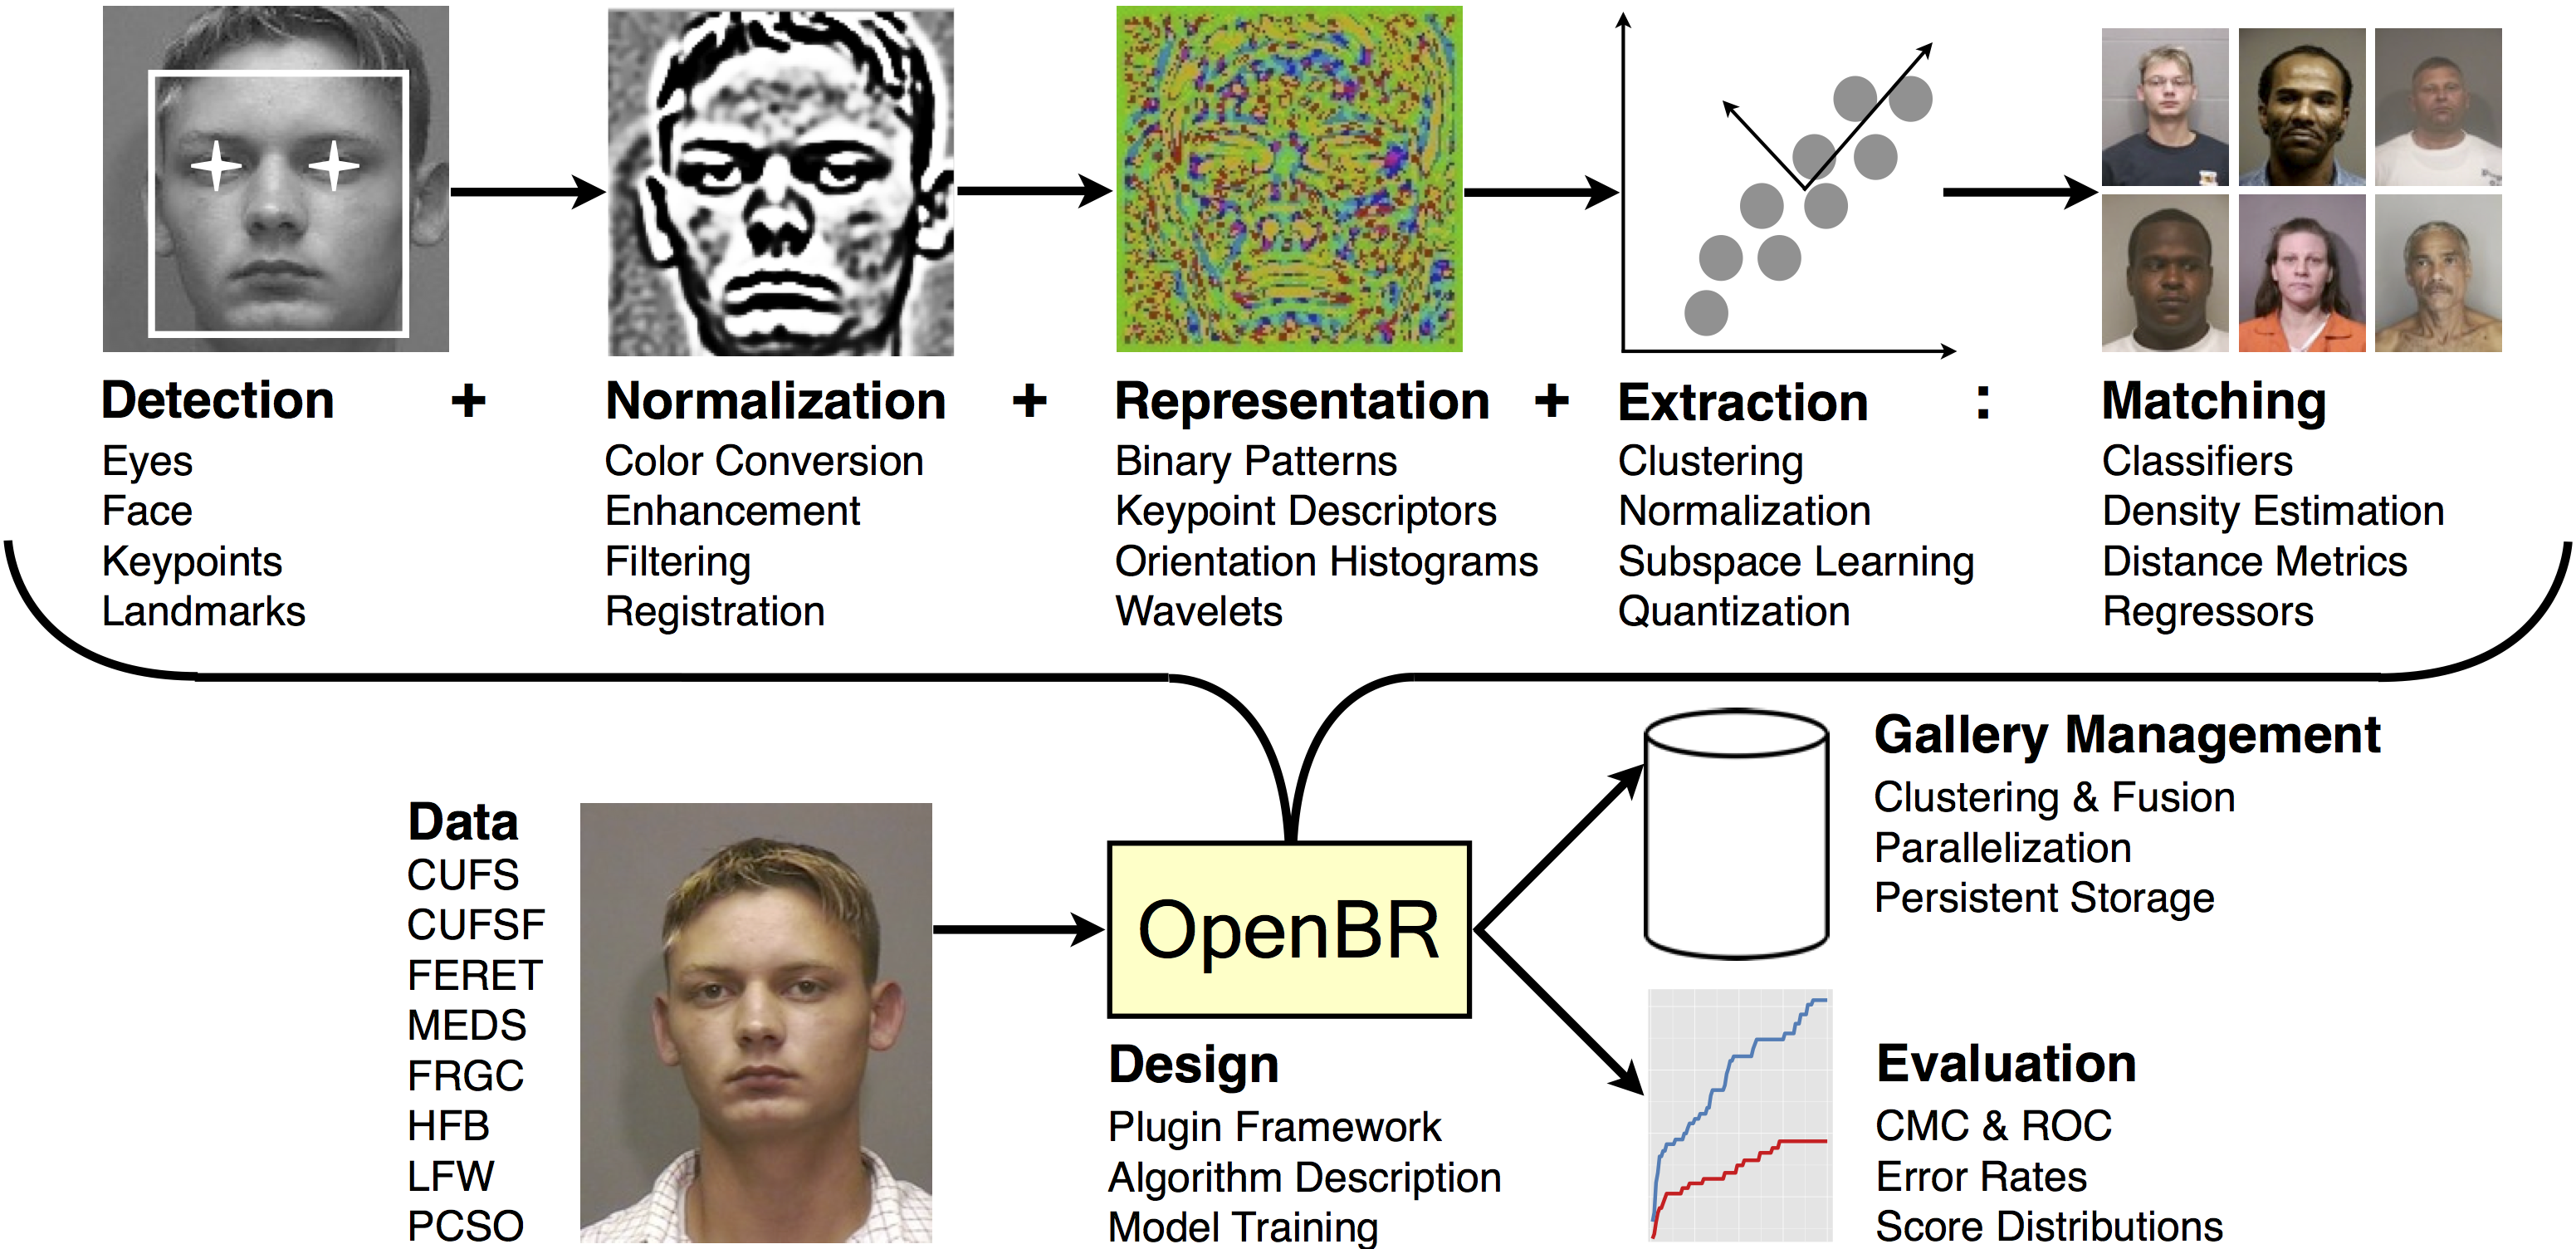 Detection + Normalization + Representation + Extraction : Matching
Eyes
Face
Keypoints
Landmarks
Color Conversion
Enhancement
Filtering
Registration
Binary Patterns
Keypoint Descriptors
Orientation Histograms
Wavelets
Clustering
Normalization
Subspace Learning
Quantization
Classifiers
Density Estimation
Distance Metrics
Regressors
Data
CUFS
CUFSF
FERET
MEDS
FRGC
HFB
LFW
PCSO
OpenBR
Design
Plugin Framework
Algorithm Description
Model Training
Gallery Management
Clustering & Fusion
Parallelization
Persistent Storage
Evaluation
CMC & ROC
Error Rates
Score Distributions